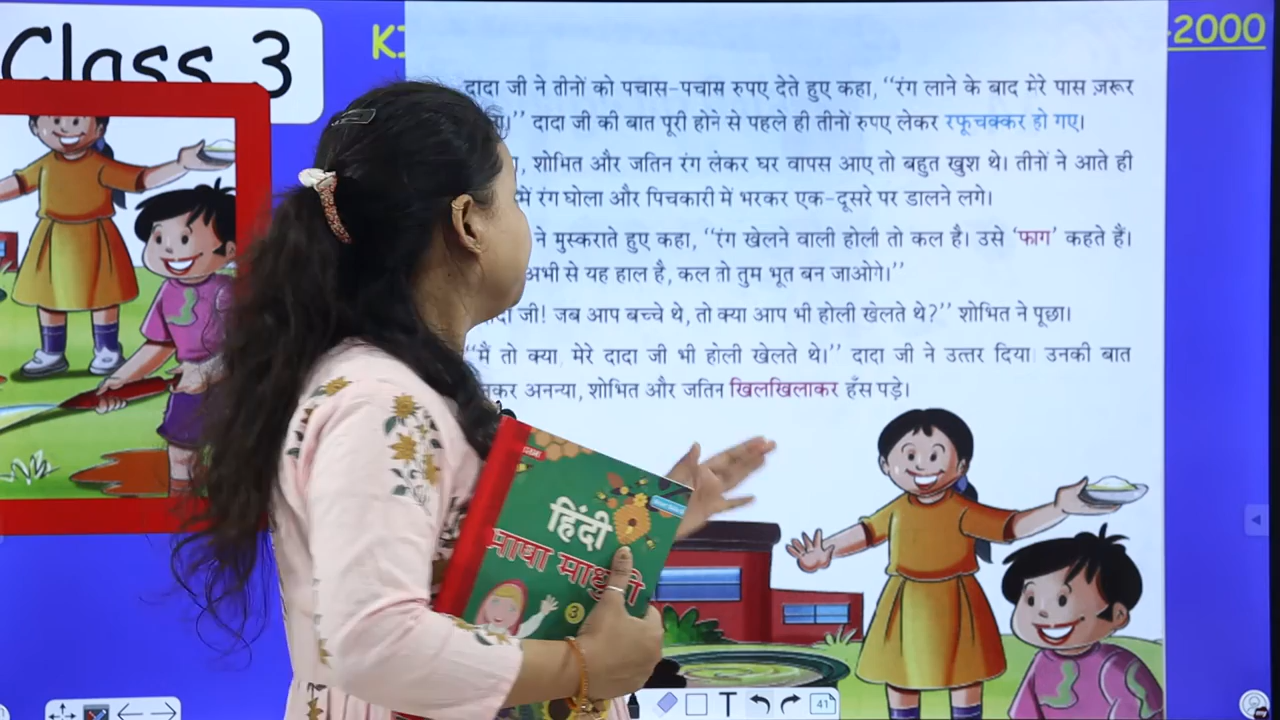 Class 3
2000
दादा जी ने तीनों को पचास-पचास रुपए देते हुए कहा, ‘‘रंग लाने के बाद मेरे पास ज़रूर
दादा जी की बात पूरी होने से पहले ही तीनों रुपए लेकर रफूचक्कर हो गए।
शोभित और जतिन रंग लेकर घर वापस आए तो बहुत खुश थे। तीनों ने आते ही
में रंग घोला और पिचकारी में भरकर एक-दूसरे पर डालने लगे।
ने मुस्कराते हुए कहा, ‘‘रंग खेलने वाली होली तो कल है। उसे ‘फाग’ कहते हैं।
अभी से यह हाल है, कल तो तुम भूत बन जाओगे।’’
जी! जब आप बच्चे थे, तो क्या आप भी होली खेलते थे?’’ शोभित ने पूछा।
‘‘मैं तो क्या, मेरे दादा जी भी होली खेलते थे।’’ दादा जी ने उत्तर दिया। उनकी बात
अनन्या, शोभित और जतिन खिलखिलाकर हँस पड़े।
हिंदी
भाषा माधुरी
3
T
41